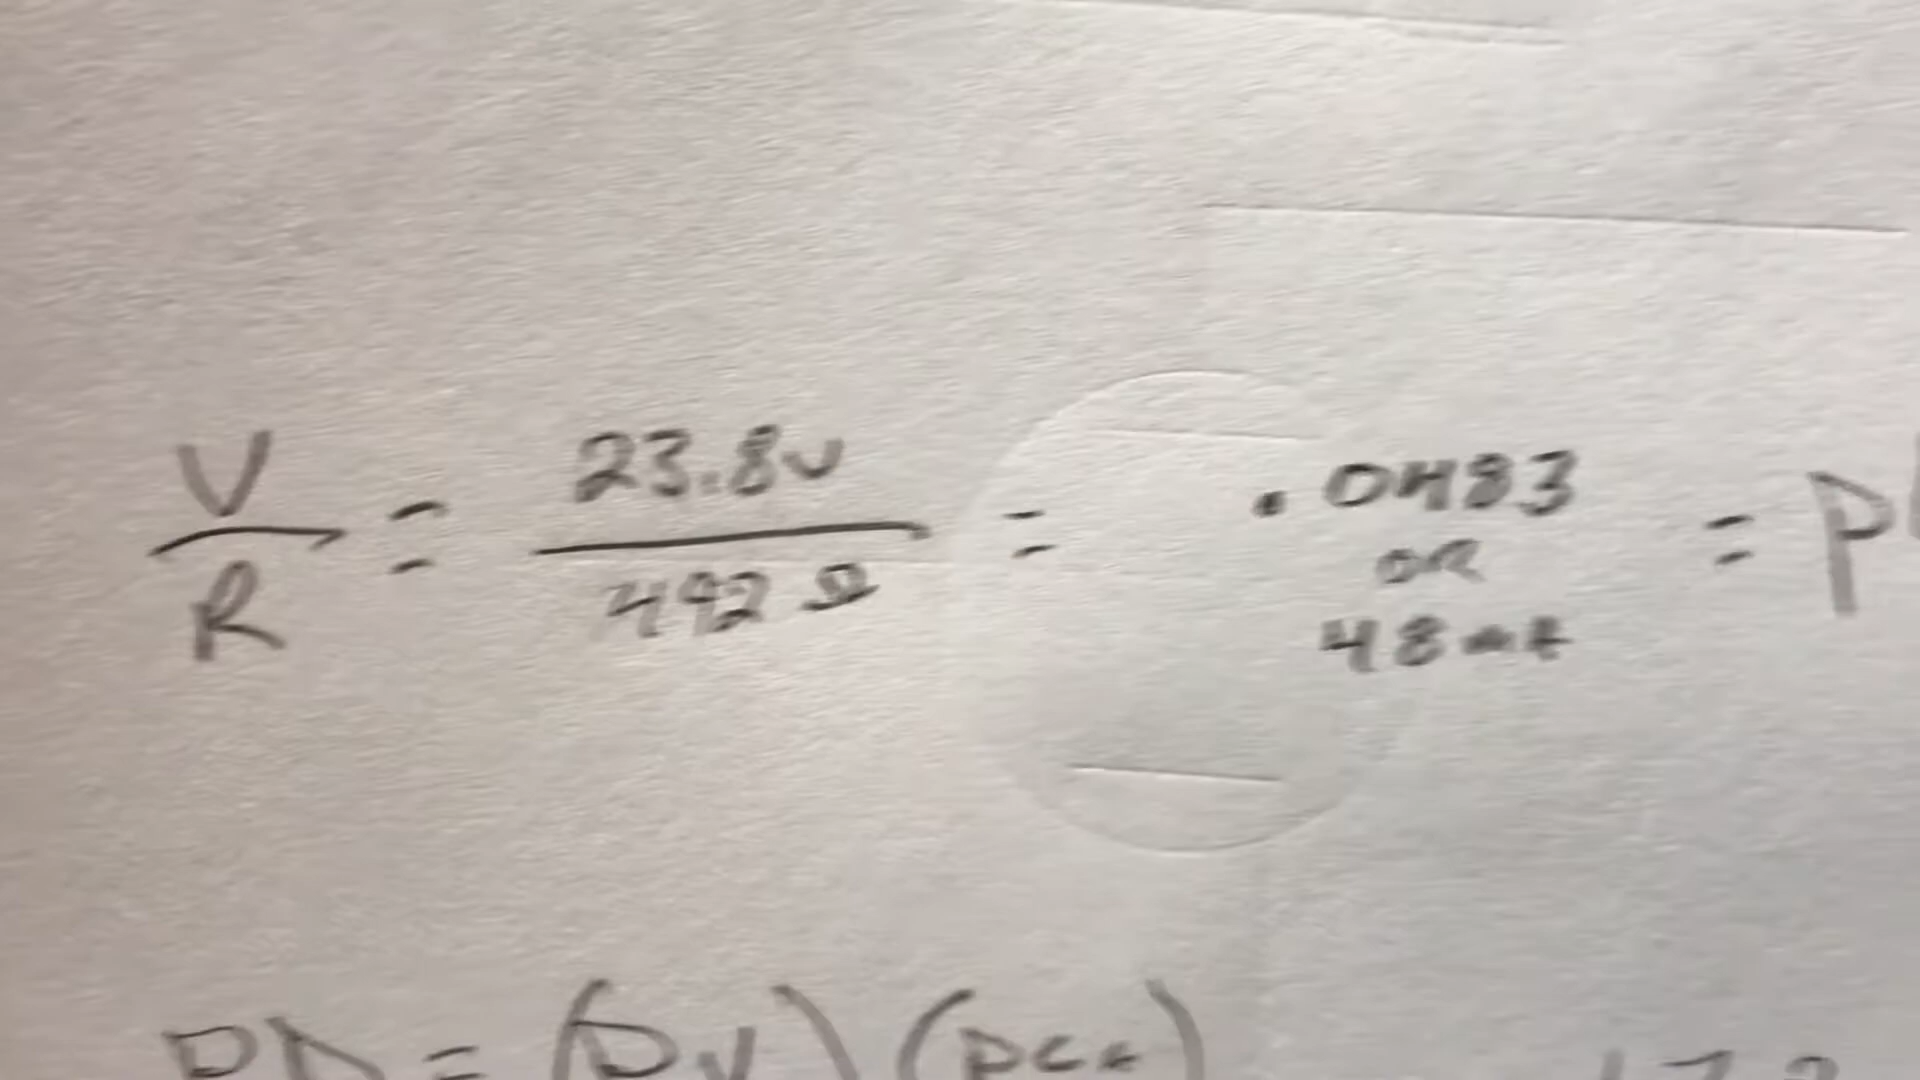 V/R = 23.8v/492 Ω = .0483 = P
OR
48mA
PD = (DV)(PC